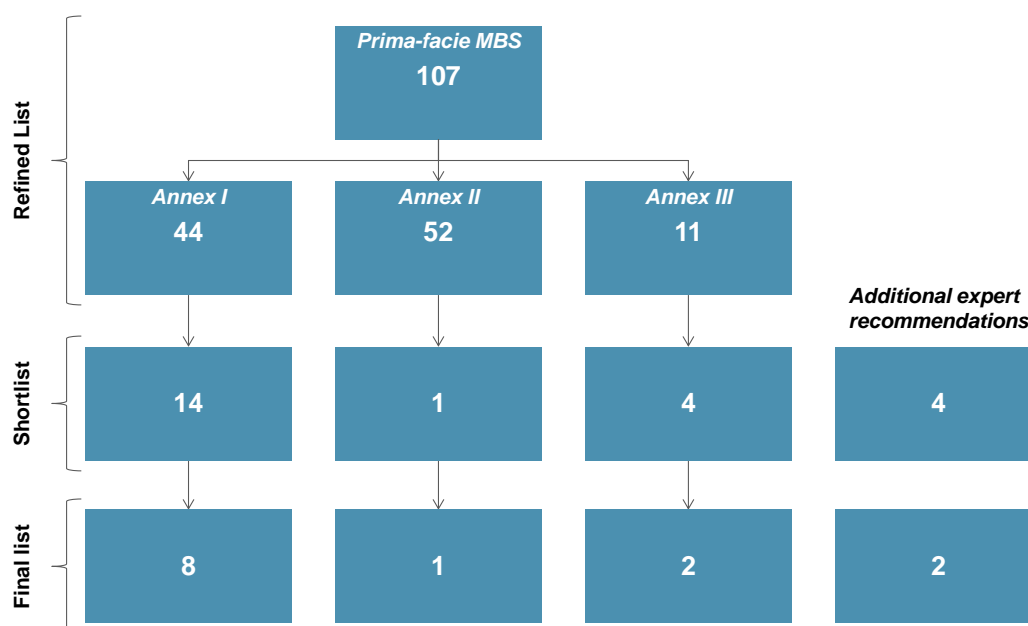 Prima-facie MBS
107
Refined List
Annex I
44
Annex II
52
Annex III
11
Additional expert
recommendations
Shortlist
14
1
4
4
Final list
8
1
2
2